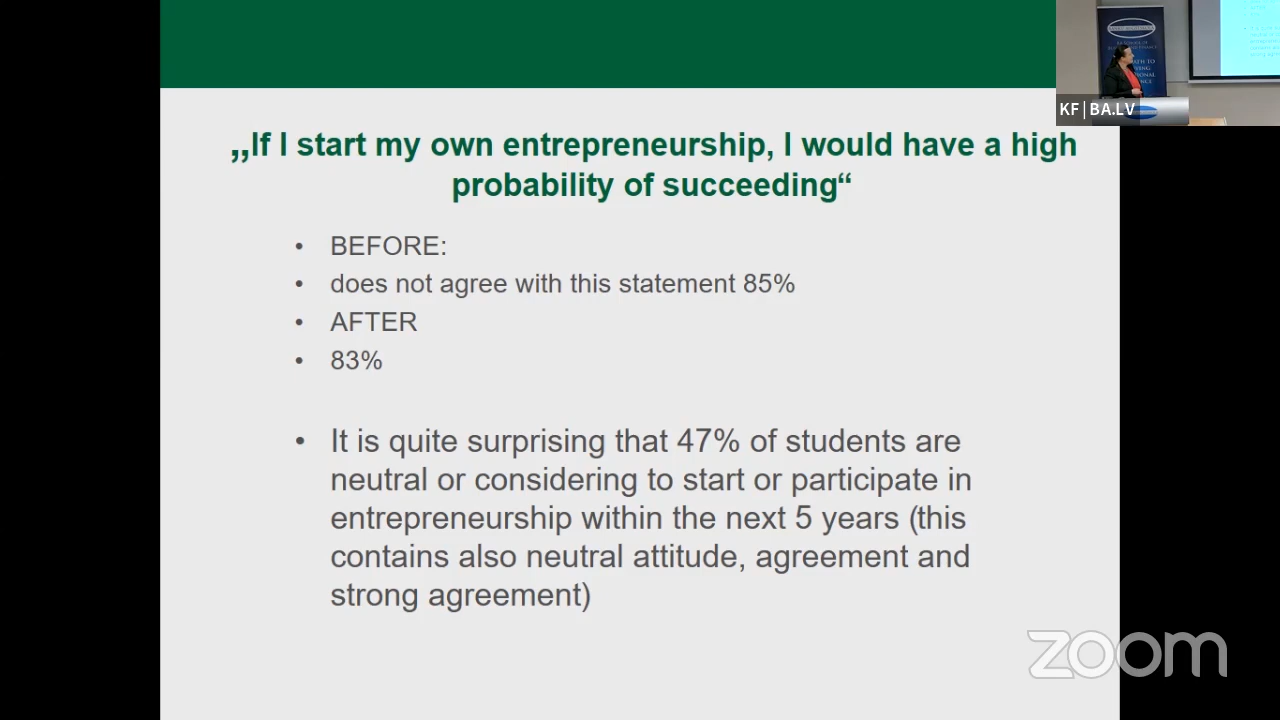 „If I start my own entrepreneurship, I would have a high
probability of succeeding“
• BEFORE:
• does not agree with this statement 85%
• AFTER
• 83%
• It is quite surprising that 47% of students are
neutral or considering to start or participate in
entrepreneurship within the next 5 years (this
contains also neutral attitude, agreement and
strong agreement)
KF|BA.LV
zoom